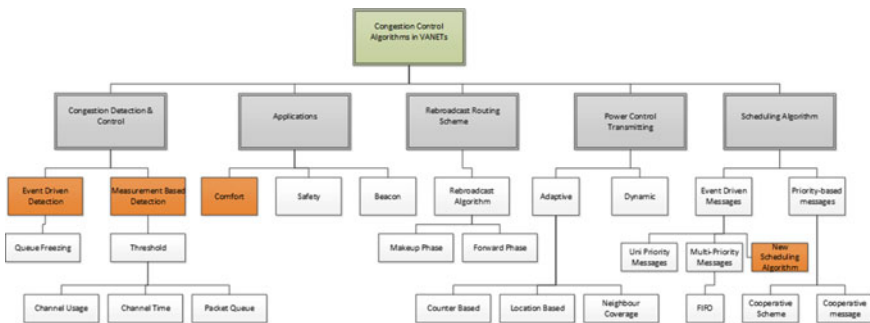 Congestion Control
Algorithms in VANETs
Congestion Detection &
Control
Applications
Rebroadcast Routing
Scheme
Power Control
Transmitting
Scheduling Algorithm
Event Driven
Detection
Measurement Based
Detection
Comfort
Safety
Beacon
Rebroadcast
Algorithm
Adaptive
Dynamic
Event Driven
Messages
Priority-based
messages
Queue Freezing
Threshold
Makeup Phase
Forward Phase
Uni Priority
Messages
Multi-Priority
Messages
New
Scheduling
Algorithm
Channel Usage
Channel Time
Packet Queue
Counter Based
Location Based
Neighbour
Coverage
FIFO
Cooperative
Scheme
Cooperative
message